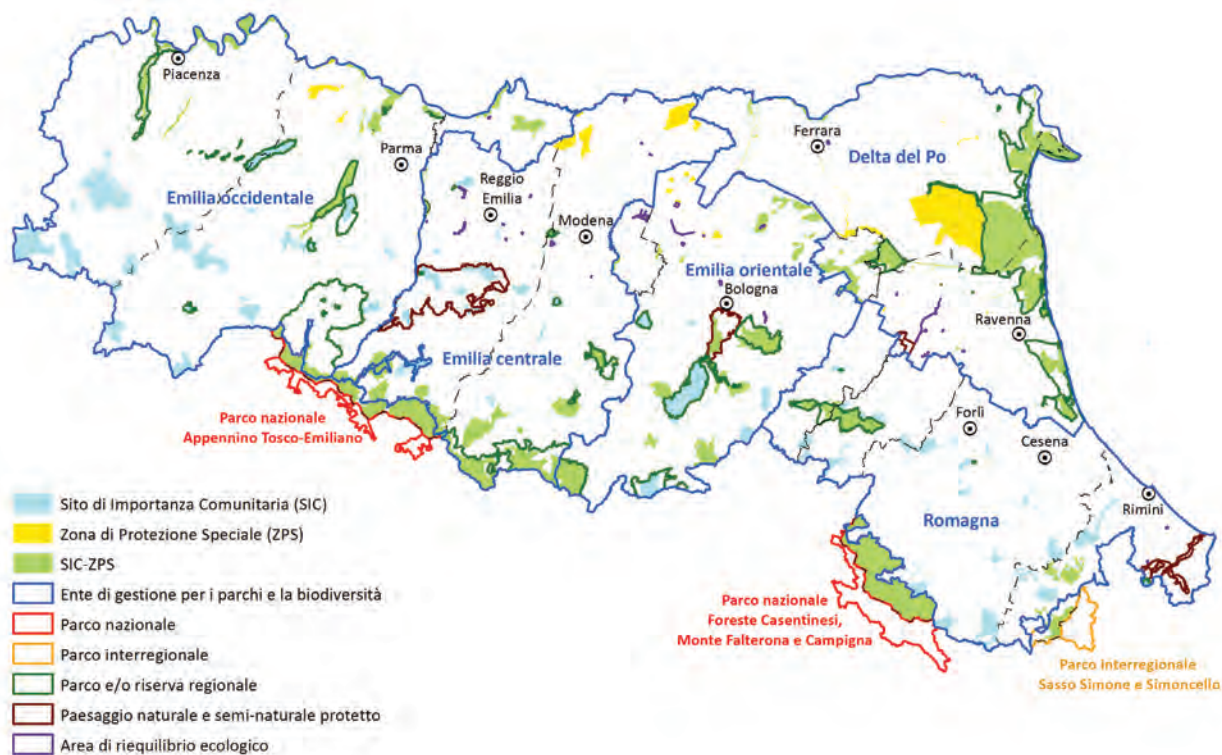 Piacenza
Parma
Emilia occidentale
Reggio
Emilia
Modena
Ferrara
Delta del Po
Emilia orientale
Bologna
Ravenna
Emilia centrale
Parco nazionale
Appennino Tosco-Emiliano
Forlì
Cesena
Rimini
Romagna
Parco nazionale
Foreste Casentinesi,
Monte Falterona e Campigna
Parco interregionale
Sasso Simone e Simoncello
Sito di Importanza Comunitaria (SIC)
Zona di Protezione Speciale (ZPS)
SIC-ZPS
Ente di gestione per i parchi e la biodiversità
Parco nazionale
Parco interregionale
Parco e/o riserva regionale
Paesaggio naturale e semi-naturale protetto
Area di riequilibrio ecologico